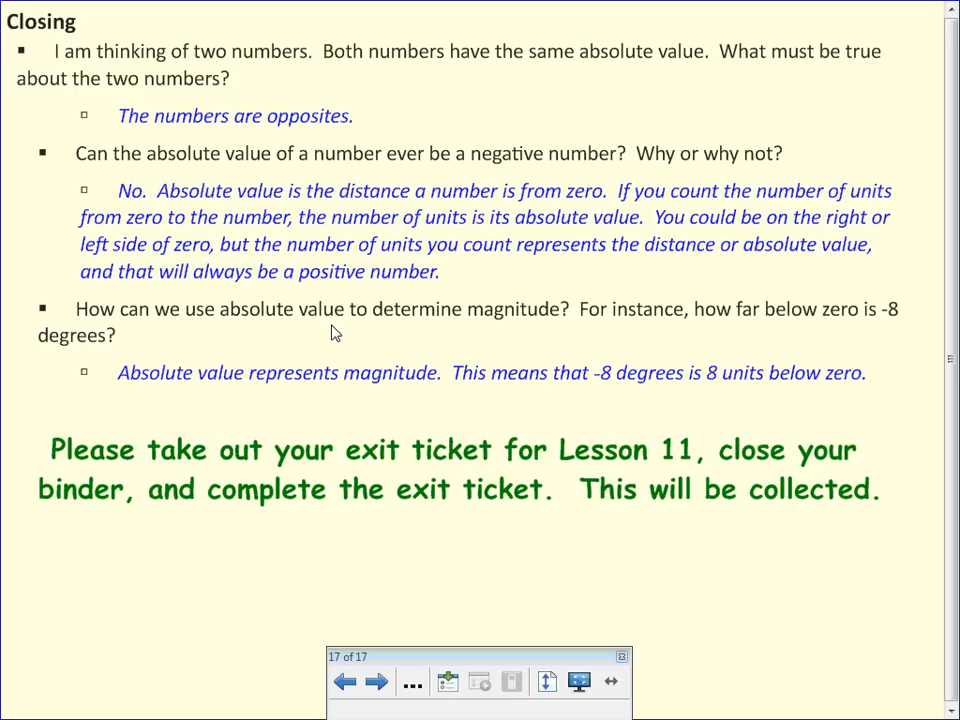 Closing
▪ I am thinking of two numbers. Both numbers have the same absolute value. What must be true
about the two numbers?
▫ The numbers are opposites.
▪ Can the absolute value of a number ever be a negative number? Why or why not?
▫ No. Absolute value is the distance a number is from zero. If you count the number of units
from zero to the number, the number of units is its absolute value. You could be on the right or
left side of zero, but the number of units you count represents the distance or absolute value,
and that will always be a positive number.
▪ How can we use absolute value to determine magnitude? For instance, how far below zero is -8
degrees?
▫ Absolute value represents magnitude. This means that -8 degrees is 8 units below zero.
Please take out your exit ticket for Lesson 11, close your
binder, and complete the exit ticket. This will be collected.
17 of 17
...